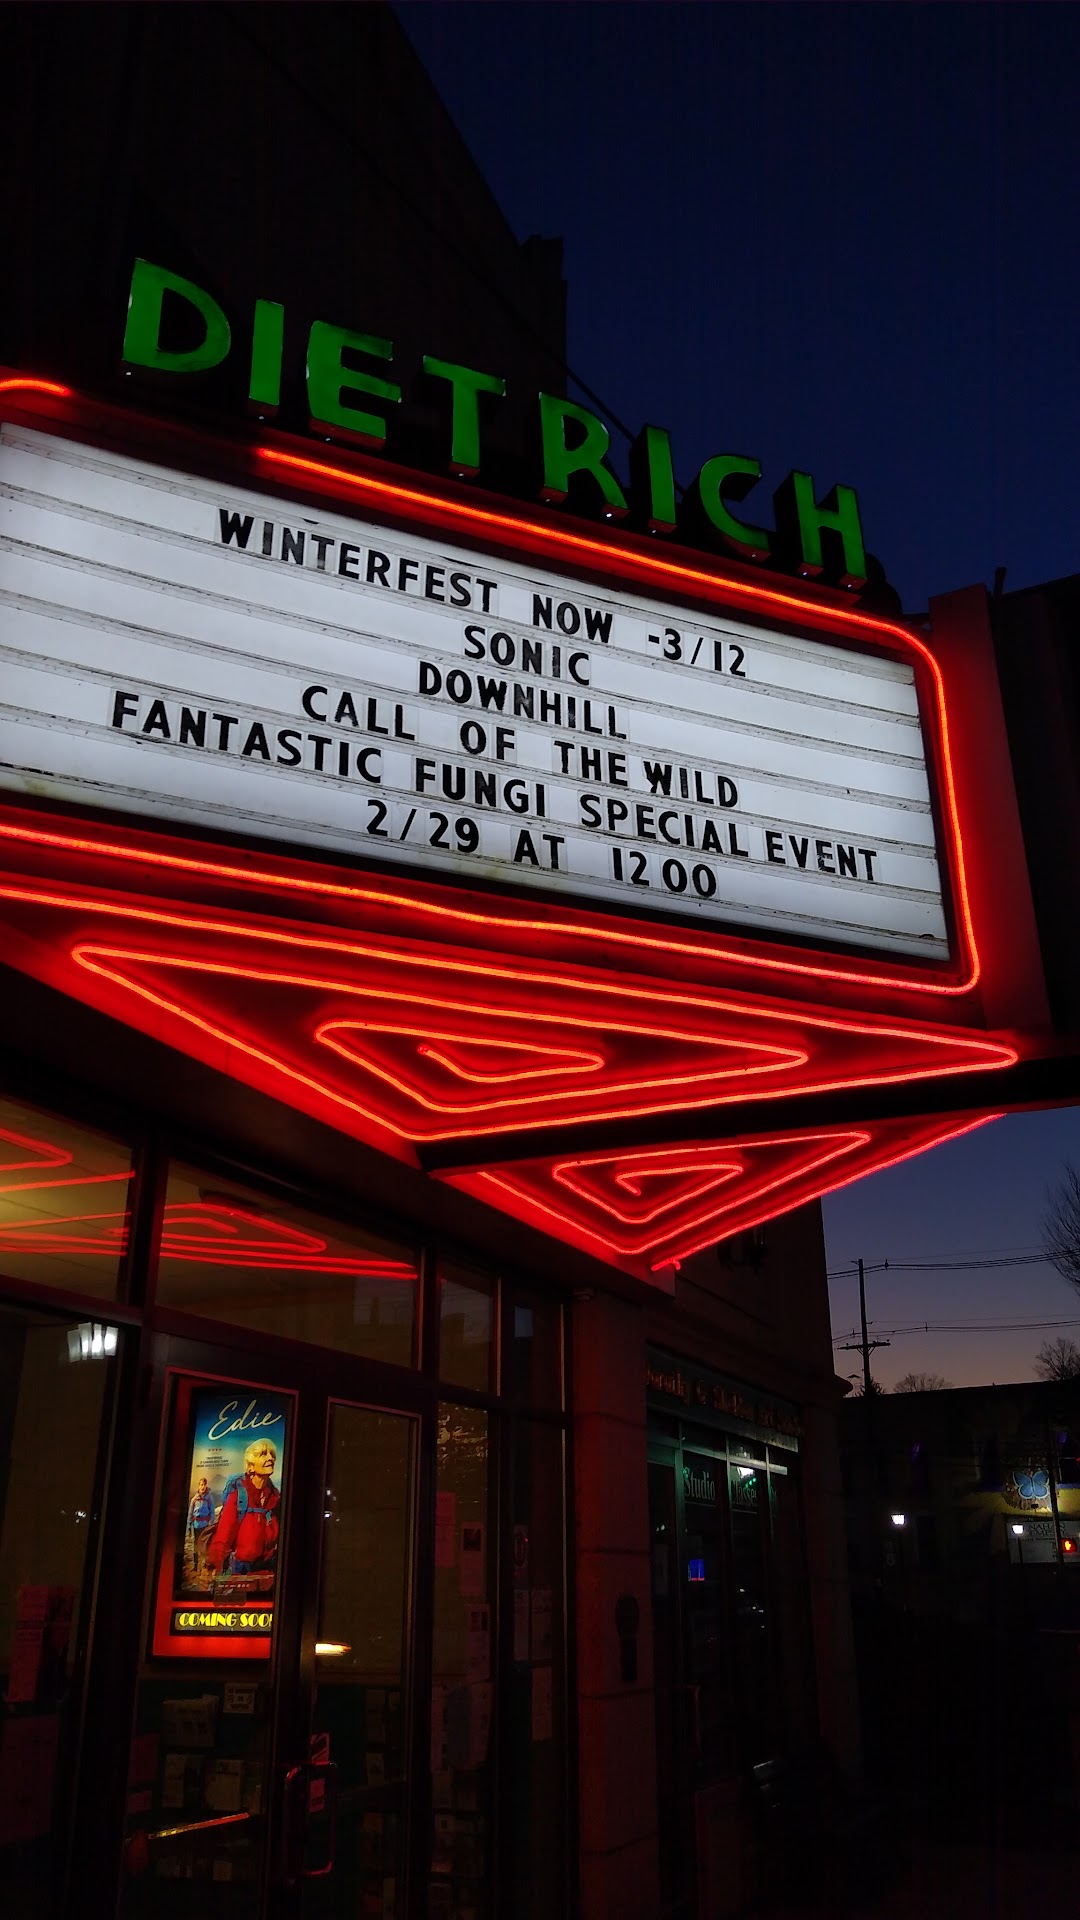 DIETRICH
WINTERFEST NOW -3/12
SONIC
DOWNHILL
CALL OF THE WILD
FANTASTIC FUNGI SPECIAL EVENT
2/29 AT 12 00
Edie
COMING SOO
Studio